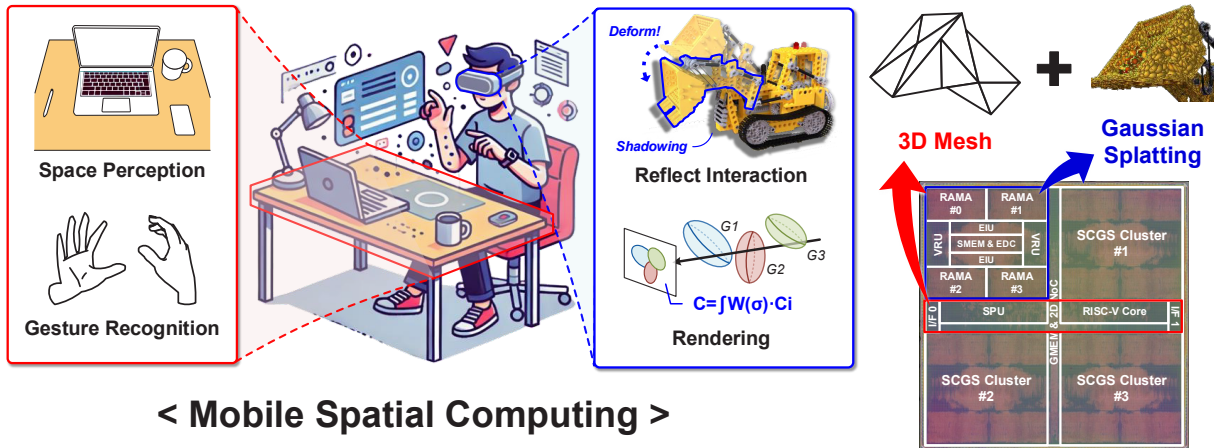 Space Perception
Gesture Recognition
Deform!
Shadowing
Reflect Interaction
G1
G2
G3
C=∫W(σ)·Ci
Rendering
< Mobile Spatial Computing >
3D Mesh
Gaussian
Splatting
RAMA
#0
RAMA
#1
VRU
EIU
SMEM & EDC
EIU
VRU
RAMA
#2
RAMA
#3
SCGS Cluster
#1
GMEM & 2D NoC
I/F 0
SPU
RISC-V Core
I/F 1
SCGS Cluster
#2
SCGS Cluster
#3